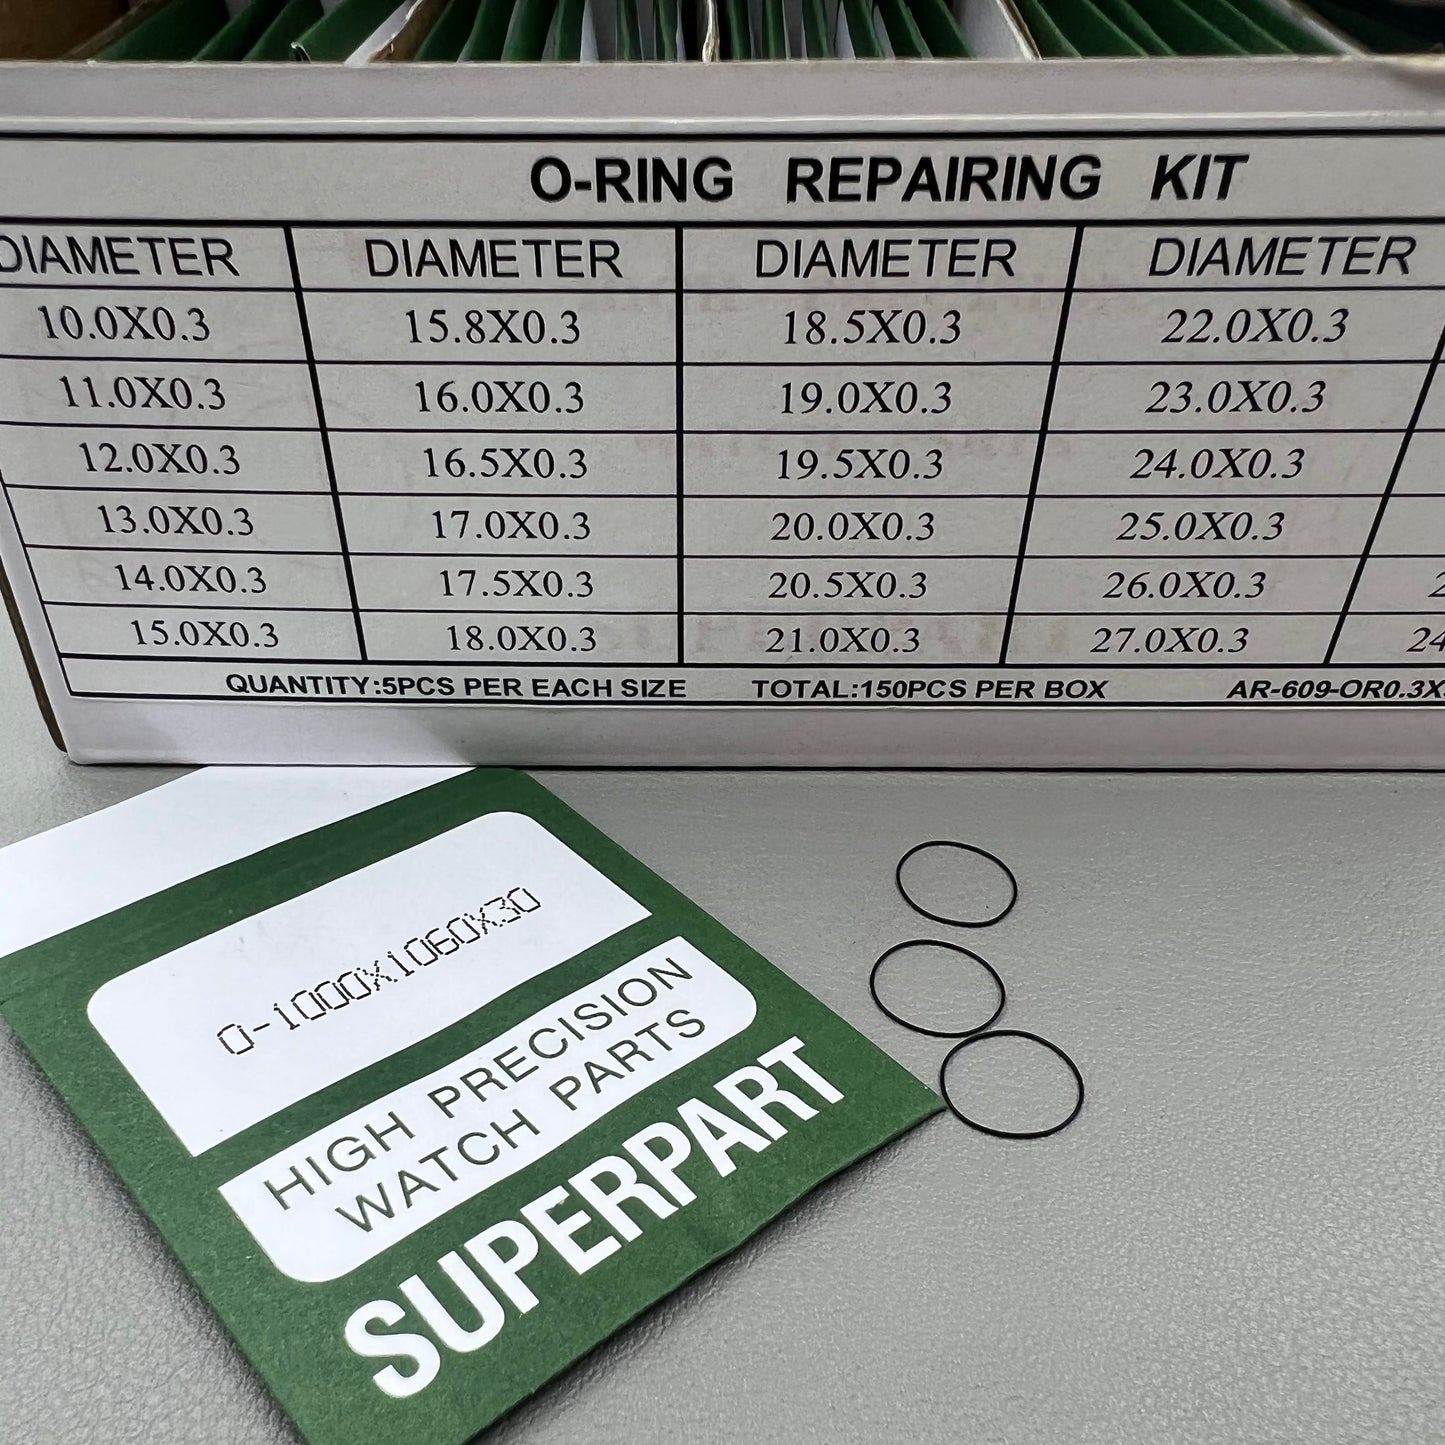 O-RING REPAIRING KIT
DIAMETER DIAMETER DIAMETER DIAMETER
10.0X0.3 15.8X0.3 18.5X0.3 22.0X0.3
11.0X0.3 16.0X0.3 19.0X0.3 23.0X0.3
12.0X0.3 16.5X0.3 19.5X0.3 24.0X0.3
13.0X0.3 17.0X0.3 20.0X0.3 25.0X0.3
14.0X0.3 17.5X0.3 20.5X0.3 26.0X0.3
15.0X0.3 18.0X0.3 21.0X0.3 27.0X0.3
QUANTITY:5PCS PER EACH SIZE TOTAL:150PCS PER BOX AR-609-OR0.3X
O-1000X1060X30
HIGH PRECISION
WATCH PARTS
SUPERPART